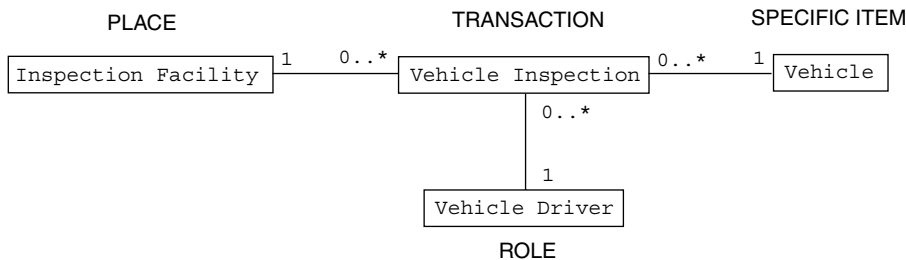 PLACE
TRANSACTION
SPECIFIC ITEM
Inspection Facility
1
0..*
Vehicle Inspection
0..*
1
Vehicle
0..*
1
Vehicle Driver
ROLE